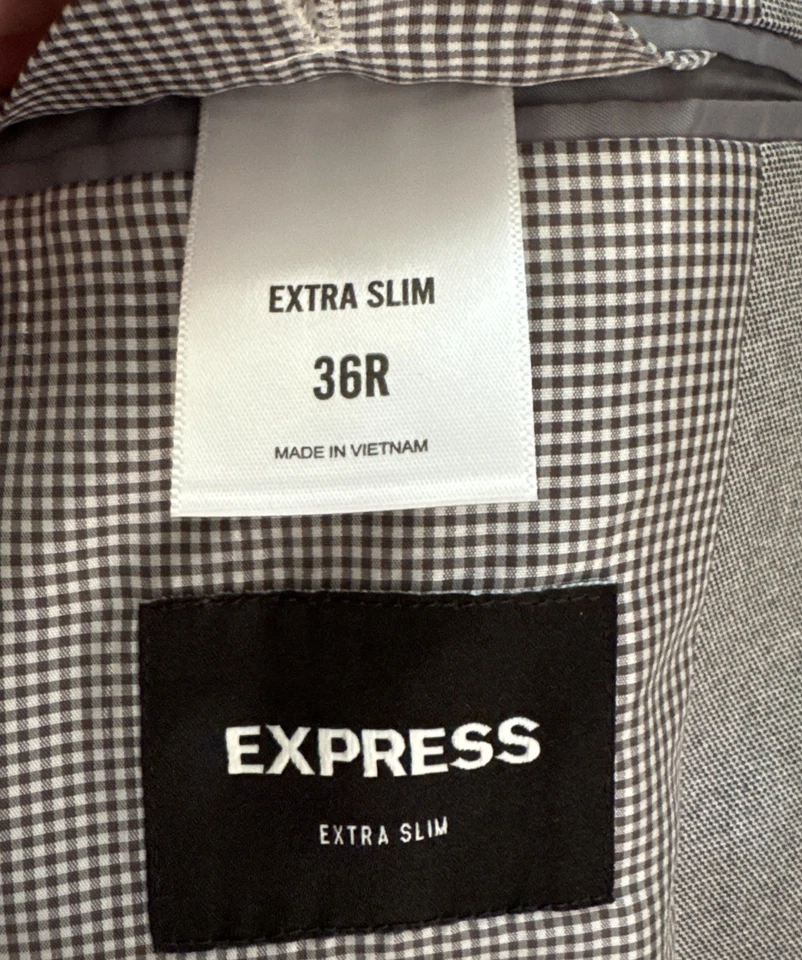 EXTRA SLIM
36R
MADE IN VIETNAM
EXPRESS
EXTRA SLIM